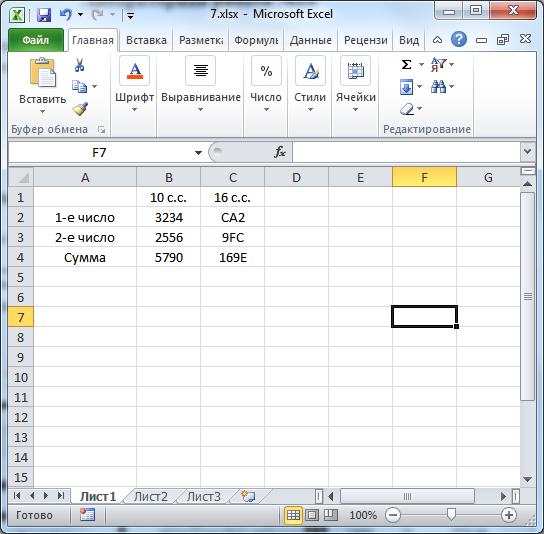 7.xlsx - Microsoft Excel
Файл Главная Вставка Разметка Формулы Данные Рецензи Вид
Вставить Шрифт Выравнивание Число Стили Ячейки
Буфер обмена Редактирование
F7 fx
A B C D E F G
1 10 с.с. 16 с.с.
2 1-е число 3234 CA2
3 2-е число 2556 9FC
4 Сумма 5790 169E
5
6
7
8
9
10
11
12
13
14
15
Лист1 Лист2 Лист3
Готово 100%